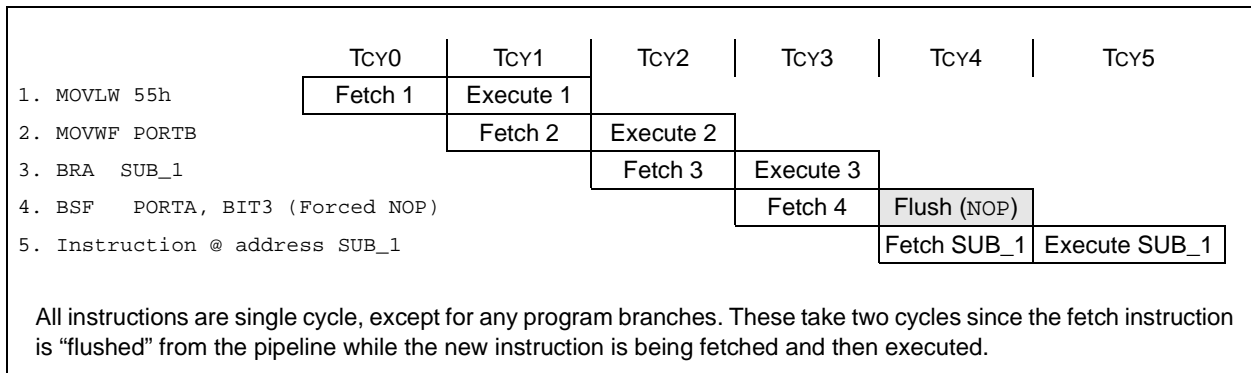 TCY0 TCY1 TCY2 TCY3 TCY4 TCY5
1. MOVLW 55h Fetch 1 Execute 1
2. MOVWF PORTB Fetch 2 Execute 2
3. BRA SUB_1 Fetch 3 Execute 3
4. BSF PORTA, BIT3 (Forced NOP) Fetch 4 Flush (NOP)
5. Instruction @ address SUB_1 Fetch SUB_1 Execute SUB_1
All instructions are single cycle, except for any program branches. These take two cycles since the fetch instruction
is “flushed” from the pipeline while the new instruction is being fetched and then executed.